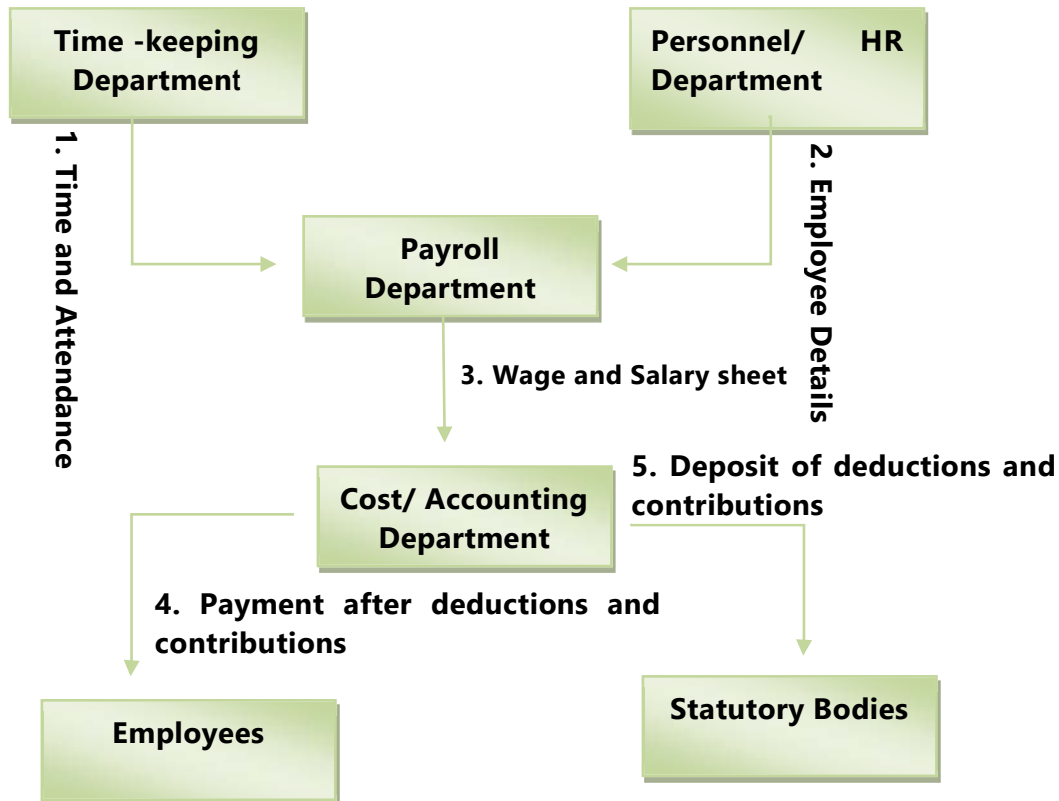 Time -keeping
Department
Personnel/ HR
Department
1. Time and Attendance
2. Employee Details
Payroll
Department
3. Wage and Salary sheet
Cost/ Accounting
Department
5. Deposit of deductions and
contributions
4. Payment after deductions and
contributions
Employees
Statutory Bodies